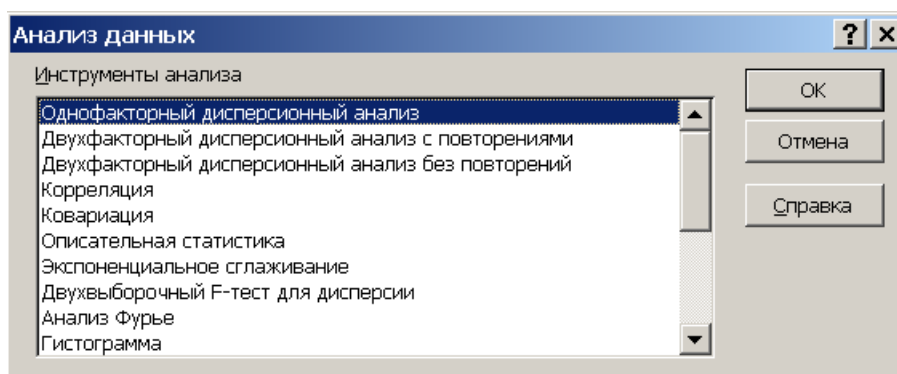 Анализ данных
Инструменты анализа
Однофакторный дисперсионный анализ
Двухфакторный дисперсионный анализ с повторениями
Двухфакторный дисперсионный анализ без повторений
Корреляция
Ковариация
Описательная статистика
Экспоненциальное сглаживание
Двухвыборочный F-тест для дисперсии
Анализ Фурье
Гистограмма
ОК
Отмена
Справка